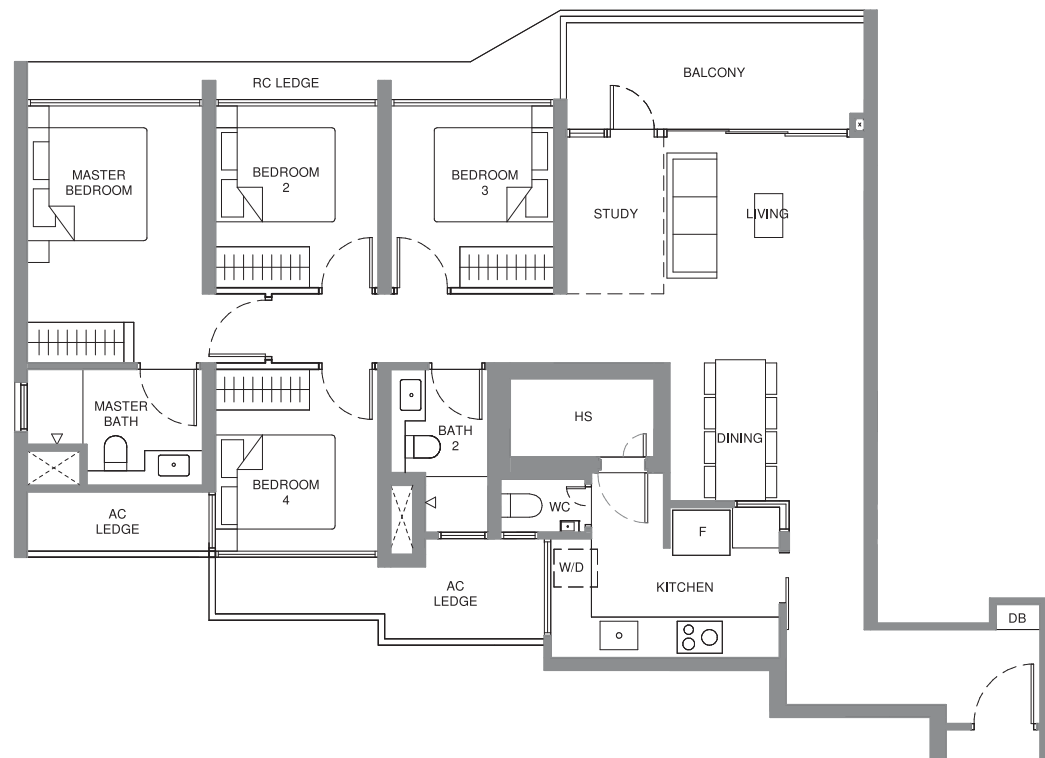 BALCONY
RC LEDGE
MASTER
BEDROOM
BEDROOM
2
BEDROOM
3
STUDY
LIVING
MASTER
BATH
BATH
2
HS
DINING
BEDROOM
4
AC
LEDGE
WC
F
W/D
KITCHEN
AC
LEDGE
DB